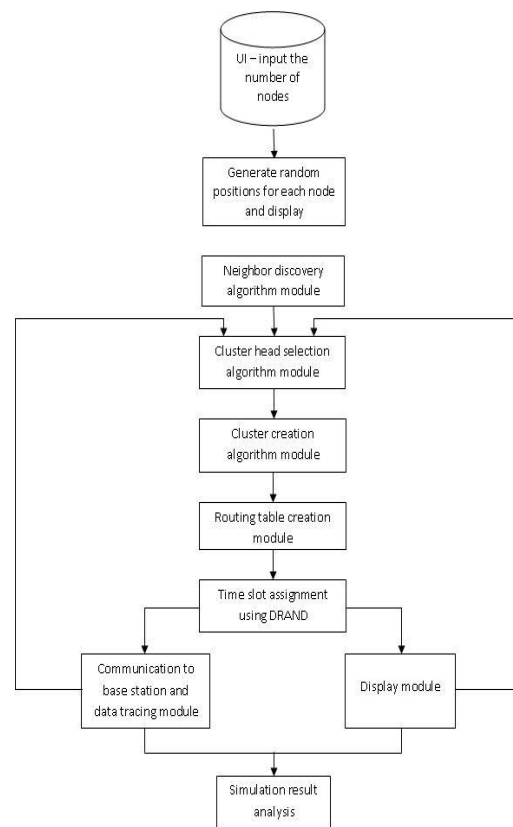 UI – input the
number of
nodes
Generate random
positions for each node
and display
Neighbor discovery
algorithm module
Cluster head selection
algorithm module
Cluster creation
algorithm module
Routing table creation
module
Time slot assignment
using DRAND
Communication to
base station and
data tracing module
Display module
Simulation result
analysis